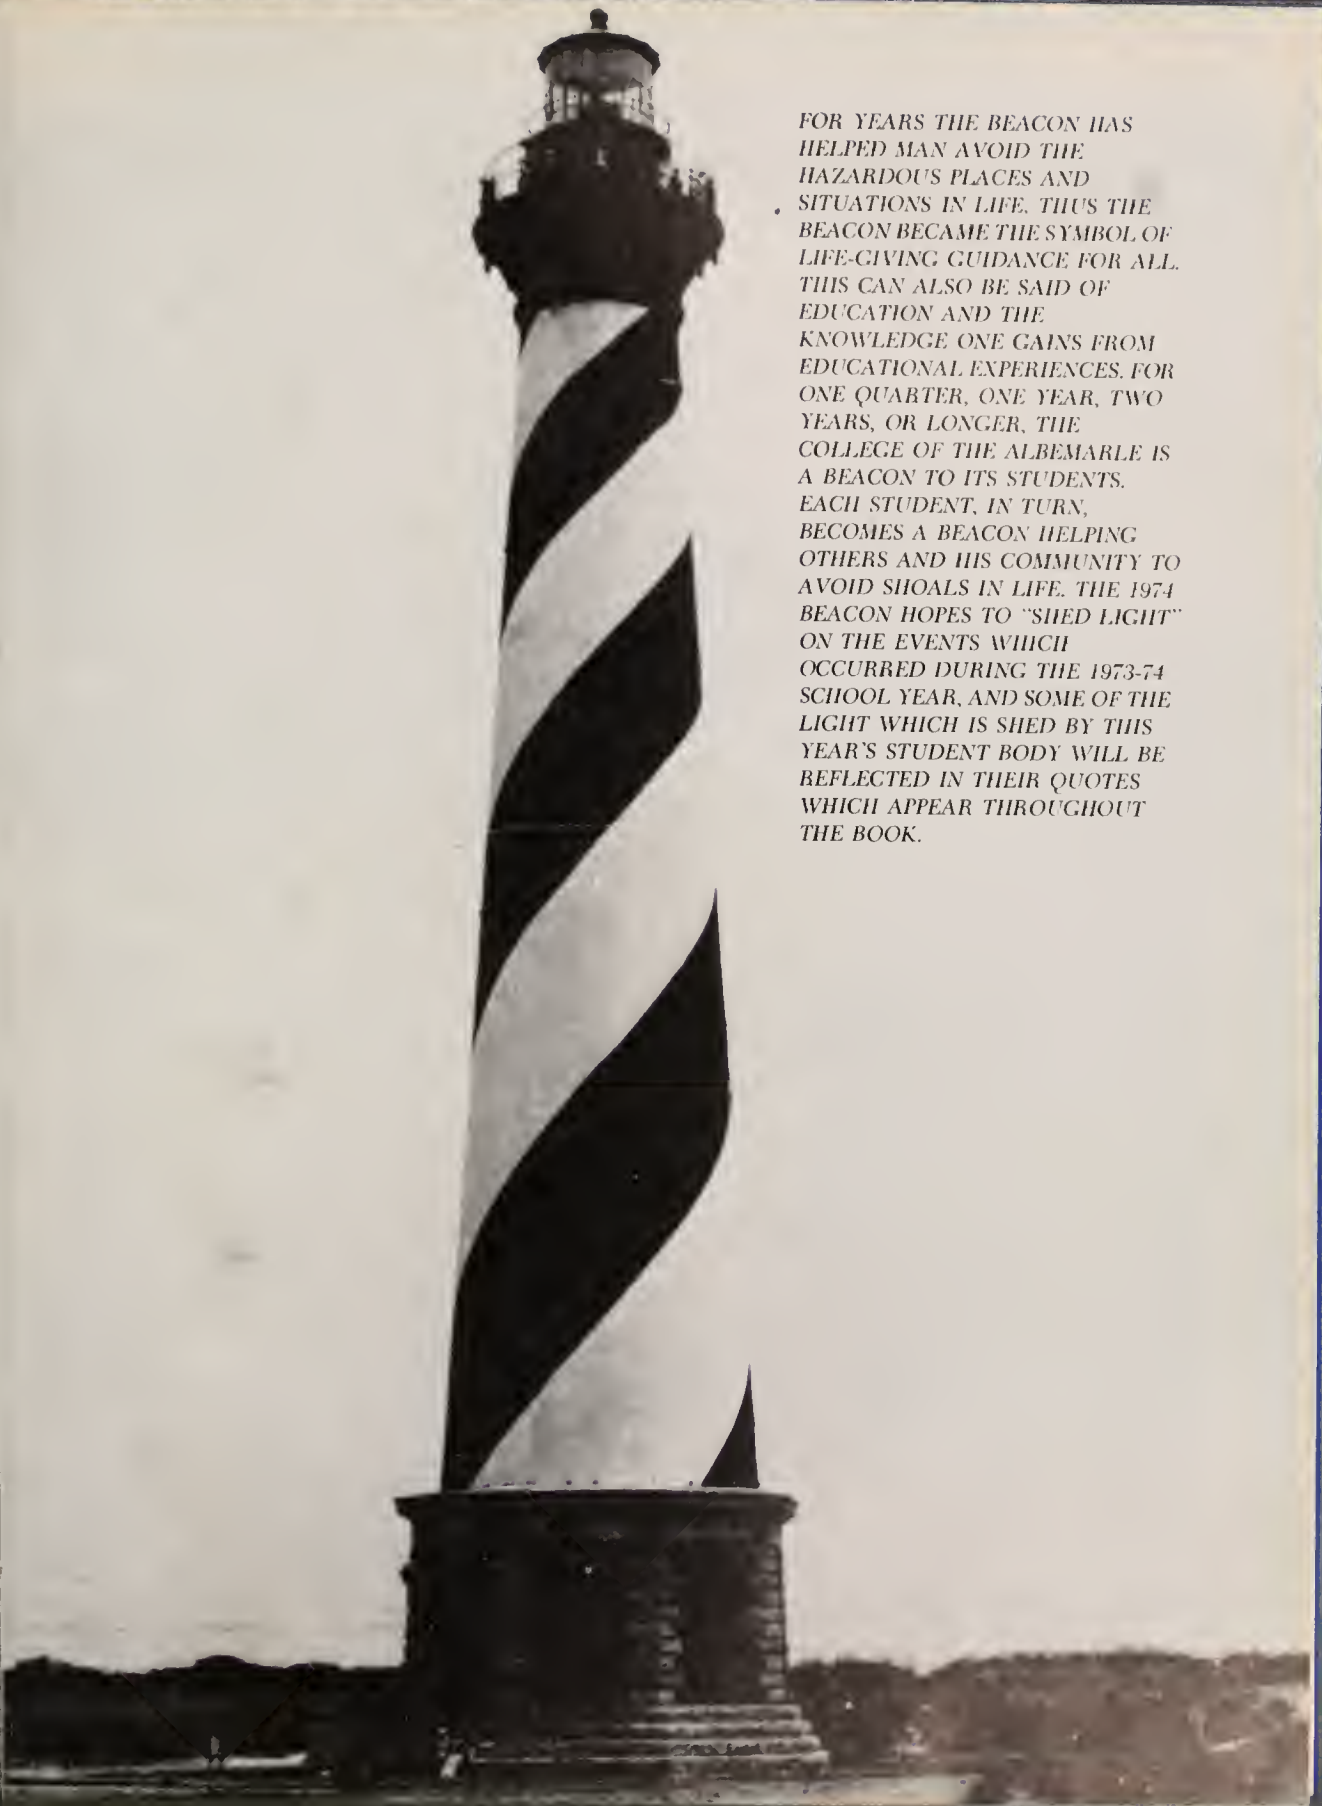 FOR YEARS THE BEACON HAS
HELPED MAN AVOID THE
HAZARDOUS PLACES AND
SITUATIONS IN LIFE. THUS THE
BEACON BECAME THE SYMBOL OF
LIFE-GIVING GUIDANCE FOR ALL.
THIS CAN ALSO BE SAID OF
EDUCATION AND THE
KNOWLEDGE ONE GAINS FROM
EDUCATIONAL EXPERIENCES. FOR
ONE QUARTER, ONE YEAR, TWO
YEARS, OR LONGER, THE
COLLEGE OF THE ALBEMARLE IS
A BEACON TO ITS STUDENTS.
EACH STUDENT, IN TURN,
BECOMES A BEACON HELPING
OTHERS AND HIS COMMUNITY TO
AVOID SHOALS IN LIFE. THE 1974
BEACON HOPES TO "SHED LIGHT"
ON THE EVENTS WHICH
OCCURRED DURING THE 1973-74
SCHOOL YEAR, AND SOME OF THE
LIGHT WHICH IS SHED BY THIS
YEAR'S STUDENT BODY WILL BE
REFLECTED IN THEIR QUOTES
WHICH APPEAR THROUGHOUT
THE BOOK.